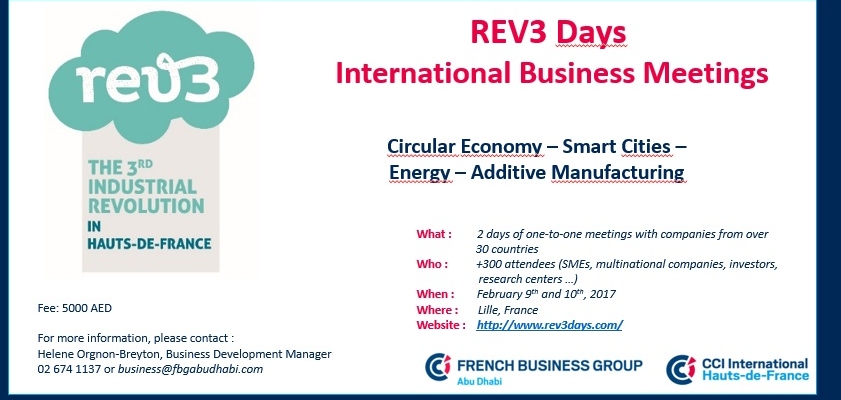 rev3
THE 3RD
INDUSTRIAL
REVOLUTION
IN
HAUTS-DE-FRANCE
REV3 Days
International Business Meetings
Circular Economy – Smart Cities –
Energy – Additive Manufacturing
What : 2 days of one-to-one meetings with companies from over
30 countries
Who : +300 attendees (SMEs, multinational companies, investors,
research centers ...)
When : February 9th and 10th, 2017
Where : Lille, France
Website : http://www.rev3days.com/
Fee: 5000 AED
For more information, please contact :
Helene Orgnon-Breyton, Business Development Manager
02 674 1137 or business@fbgabudhabi.com
FRENCH BUSINESS GROUP
Abu Dhabi
CCI International
Hauts-de-France